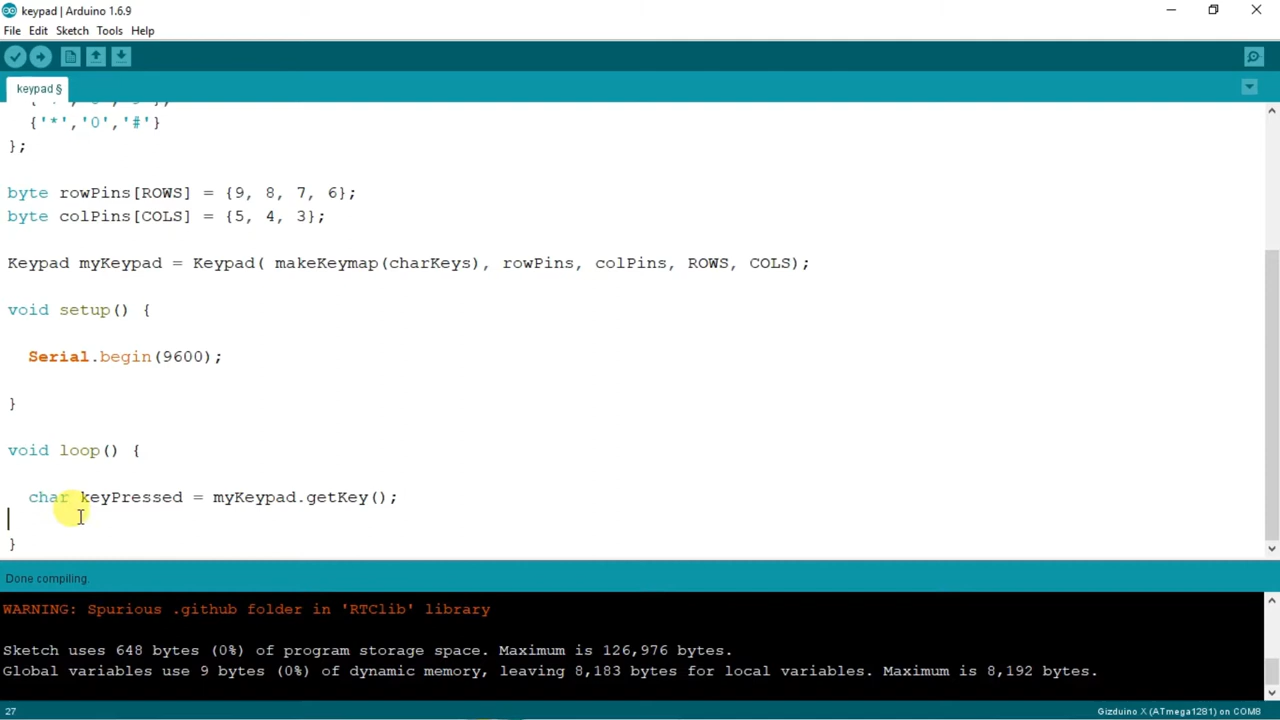 keypad | Arduino 1.6.9
File Edit Sketch Tools Help
keypad §
{'*','0','#'}
};
byte rowPins[ROWS] = {9, 8, 7, 6};
byte colPins[COLS] = {5, 4, 3};
Keypad myKeypad = Keypad( makeKeymap(charKeys), rowPins, colPins, ROWS, COLS);
void setup() {
Serial.begin(9600);
}
void loop() {
char keyPressed = myKeypad.getKey();
}
Done compiling.
WARNING: Spurious .github folder in 'RTClib' library
Sketch uses 648 bytes (0%) of program storage space. Maximum is 126,976 bytes.
Global variables use 9 bytes (0%) of dynamic memory, leaving 8,183 bytes for local variables. Maximum is 8,192 bytes.
27 Gizduino X (ATmega1281) on COM8